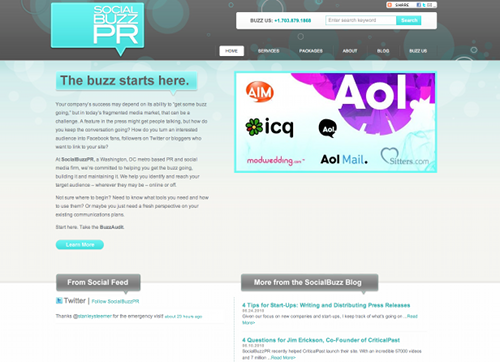 SHARE
SOCIAL
BUZZ
PR
BUZZ US: +1.703.879.1868
Enter search keyword
Search
HOME
SERVICES
PACKAGES
ABOUT
BLOG
BUZZ US
The buzz starts here.
Your company's success may depend on its ability to "get some buzz
going," but in today's fragmented media market, that can be a
challenge. A feature in the might get people talking, but how do
you keep the conversation going? How do you turn an interested
audience into Facebook fans, followers on Twitter or bloggers who
want to link to your site?
At SocialBuzzPR, a Washington, DC metro based PR and social
media firm, we're committed to helping you get the buzz going,
building it and maintaining it. We help you identify and reach your
target audience – wherever they may be – online or off.
Not sure where to begin? Need to know what tools you need and how
to use them? Or maybe you just need a fresh perspective on your
existing communications plans.
Start here. Take the BuzzAudit.
Learn More
AIM
Aol
icq
Aol.
modwedding.com
Aol Mail.
Sitters.com
From Social Feed
Twitter | Follow SocialBuzzPR
Thanks @stanleysteemer for the emergency visit! about 20 hours ago
More from the SocialBuzz Blog
4 Tips for Start-Ups: Writing and Distributing Press Releases
Given our focus on new companies and start ups, I keep track of what's going on ... Read
More»
4 Questions for Jim Erickson, Co-Founder of CriticalPast
SocialBuzzPR recently helped CriticalPast launch their site. With an incredible 57000 videos
and 7 million ... Read More»